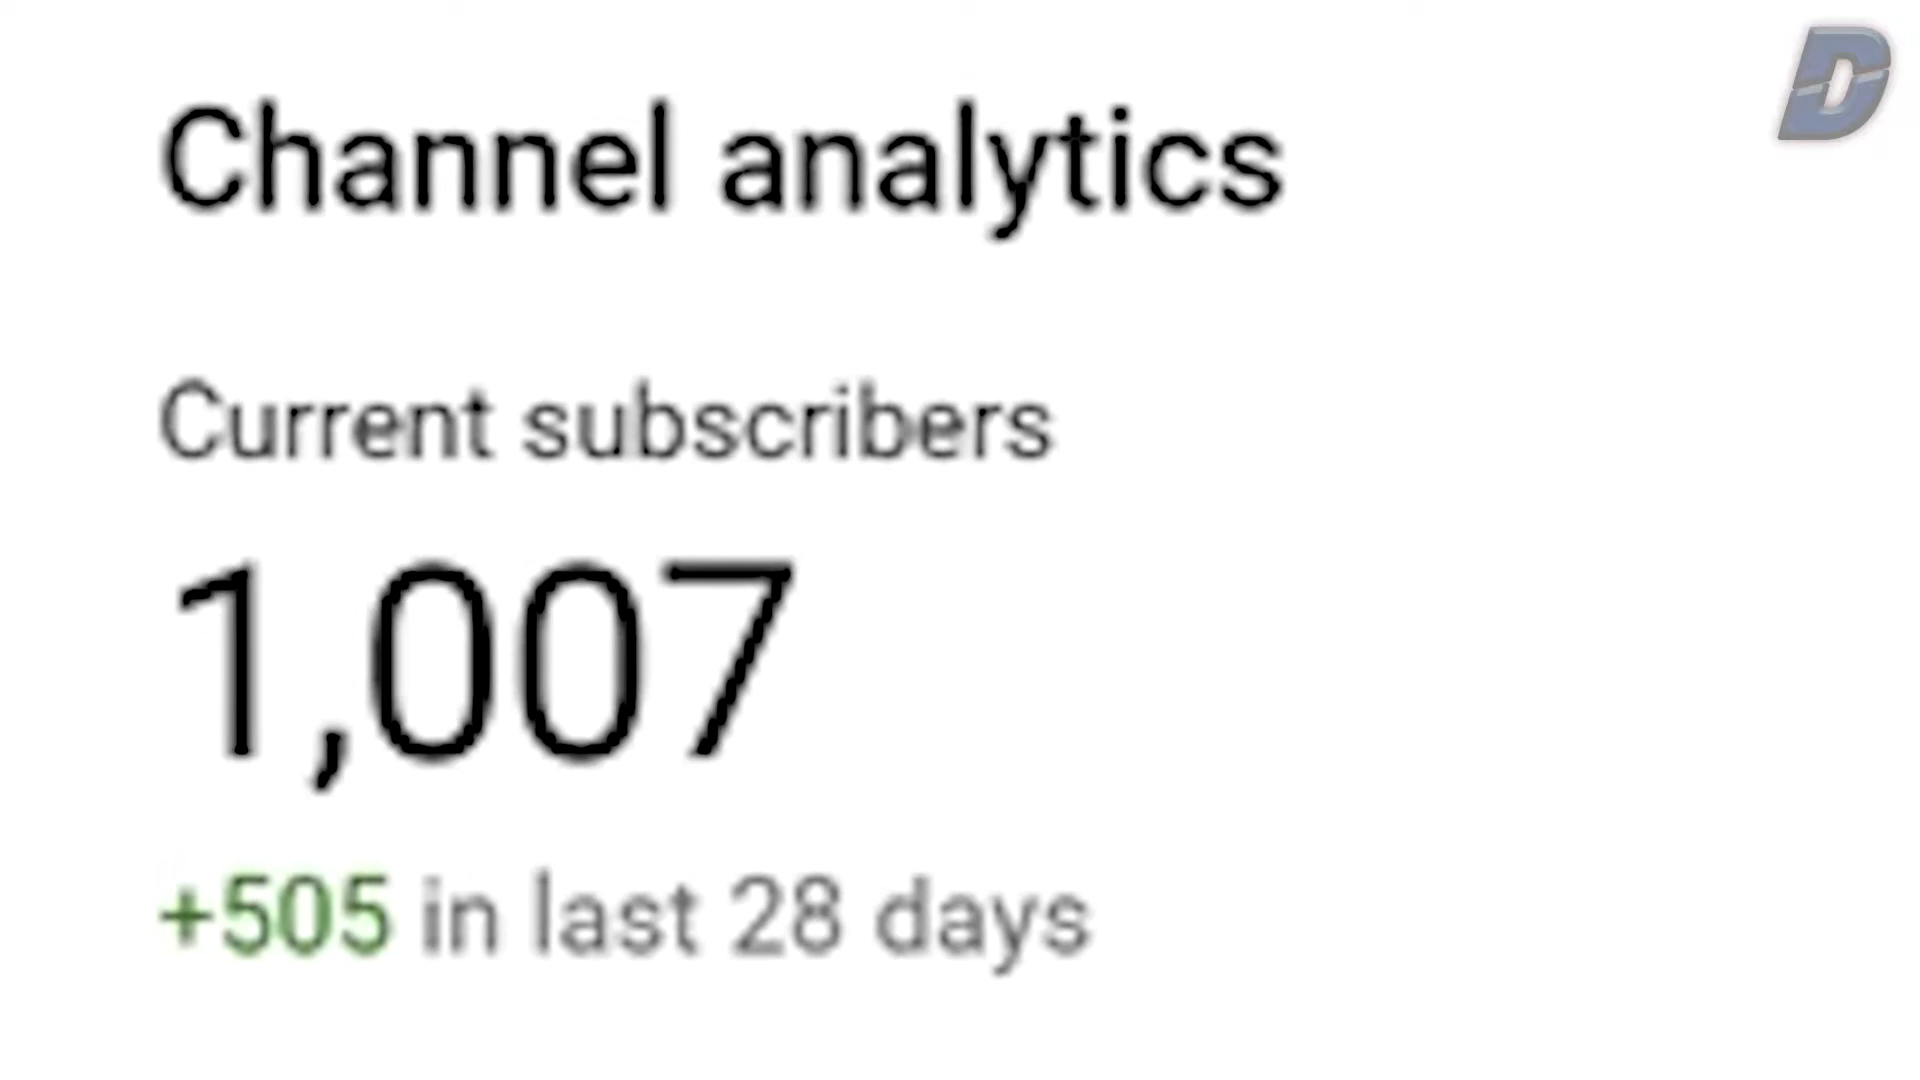 D
Channel analytics
Current subscribers
1,007
+505 in last 28 days